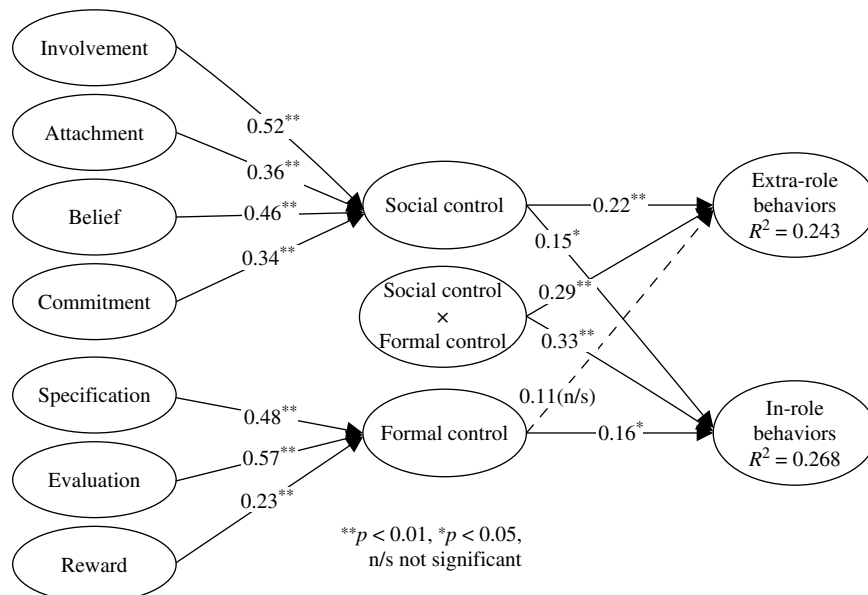 Involvement
Attachment
Belief
Commitment
Specification
Evaluation
Reward
0.52**
0.36**
0.46**
0.34**
0.48**
0.57**
0.23**
Social control
Social control
×
Formal control
Formal control
0.22**
0.15*
0.29**
0.33**
0.11(n/s)
0.16*
Extra-role
behaviors
R² = 0.243
In-role
behaviors
R² = 0.268
**p < 0.01, *p < 0.05,
n/s not significant